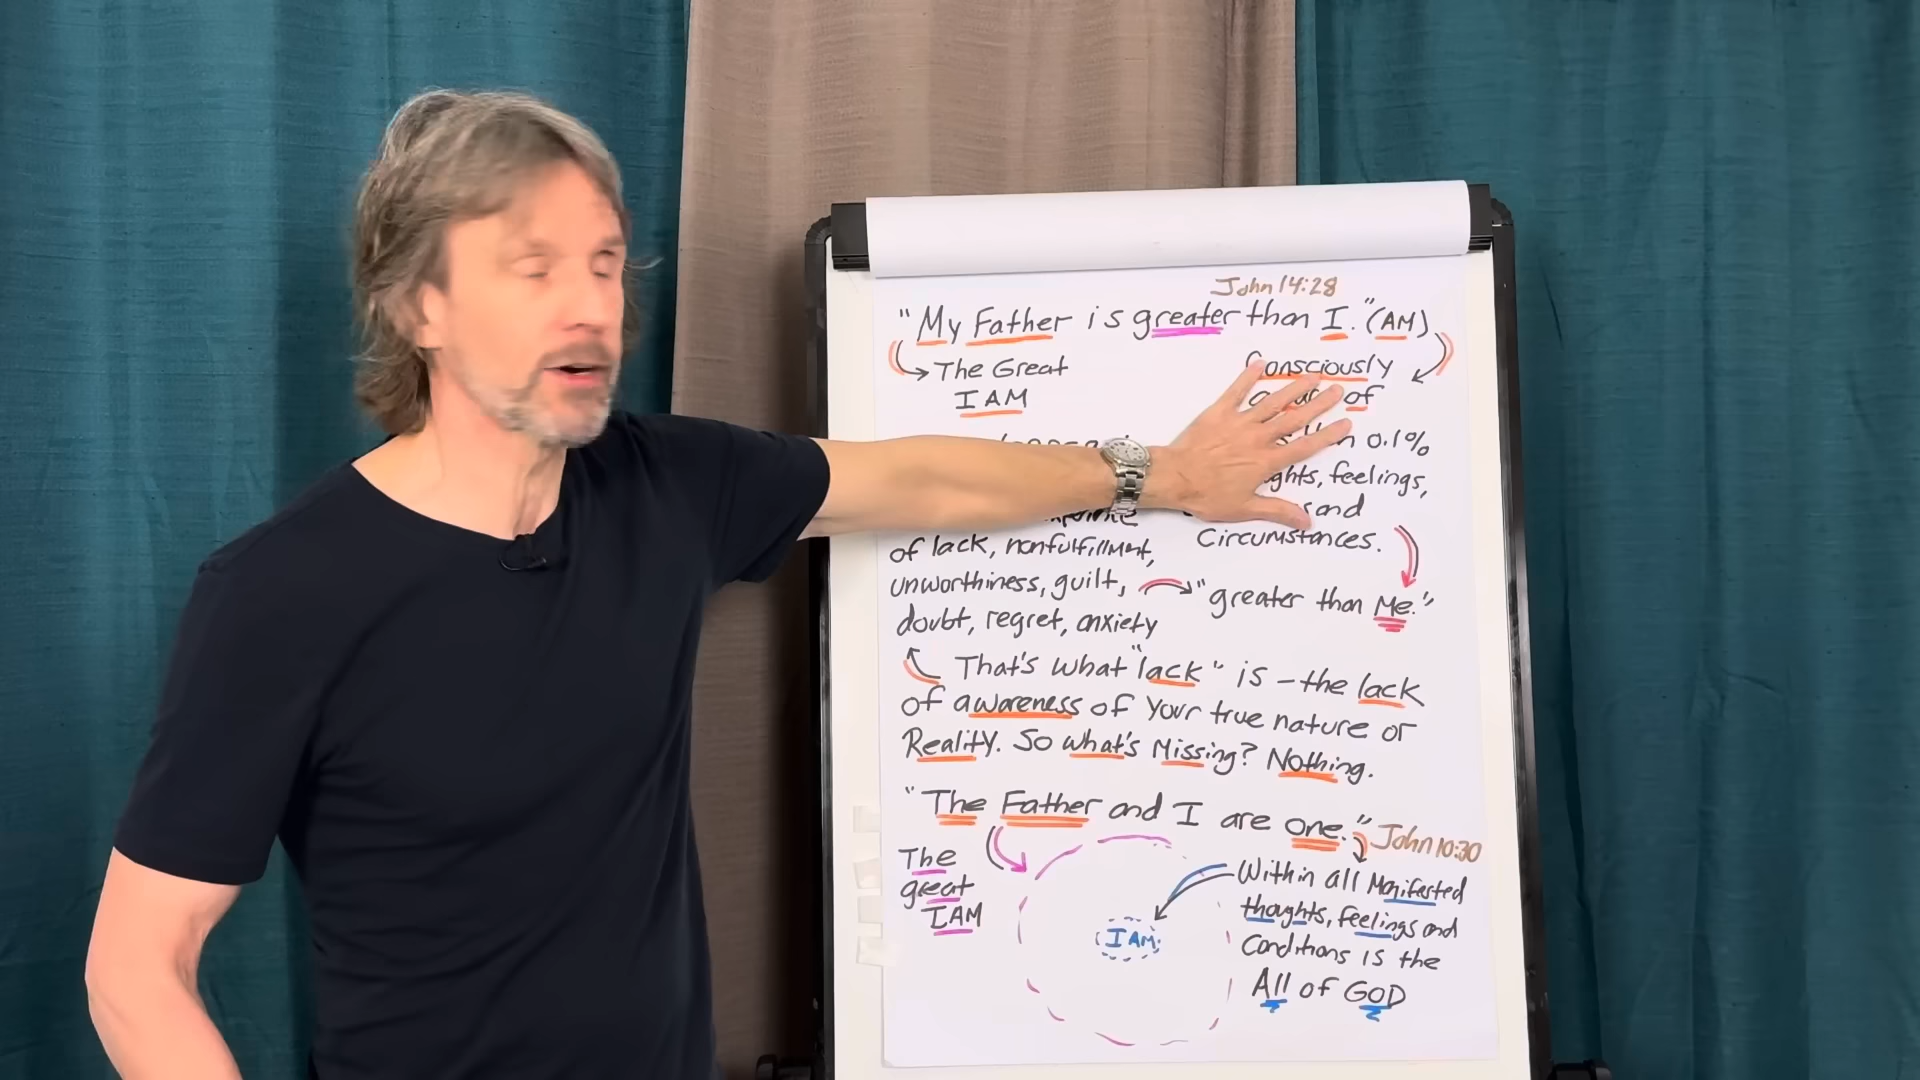 John 14:28
"My Father is greater than I." (AM)
The Great
I AM
Consciously
of
0.1%
feelings,
and
Circumstances.
of lack, nonfulfillment,
unworthiness, guilt,
doubt, regret, anxiety
"greater than Me."
That's what "lack" is – the lack
of awareness of your true nature or
Reality. So what's Missing? Nothing.
"The Father and I are one."
John 10:30
The
great
I AM
I AM
Within all Manifested
thoughts, feelings and
Conditions is the
All of GOD